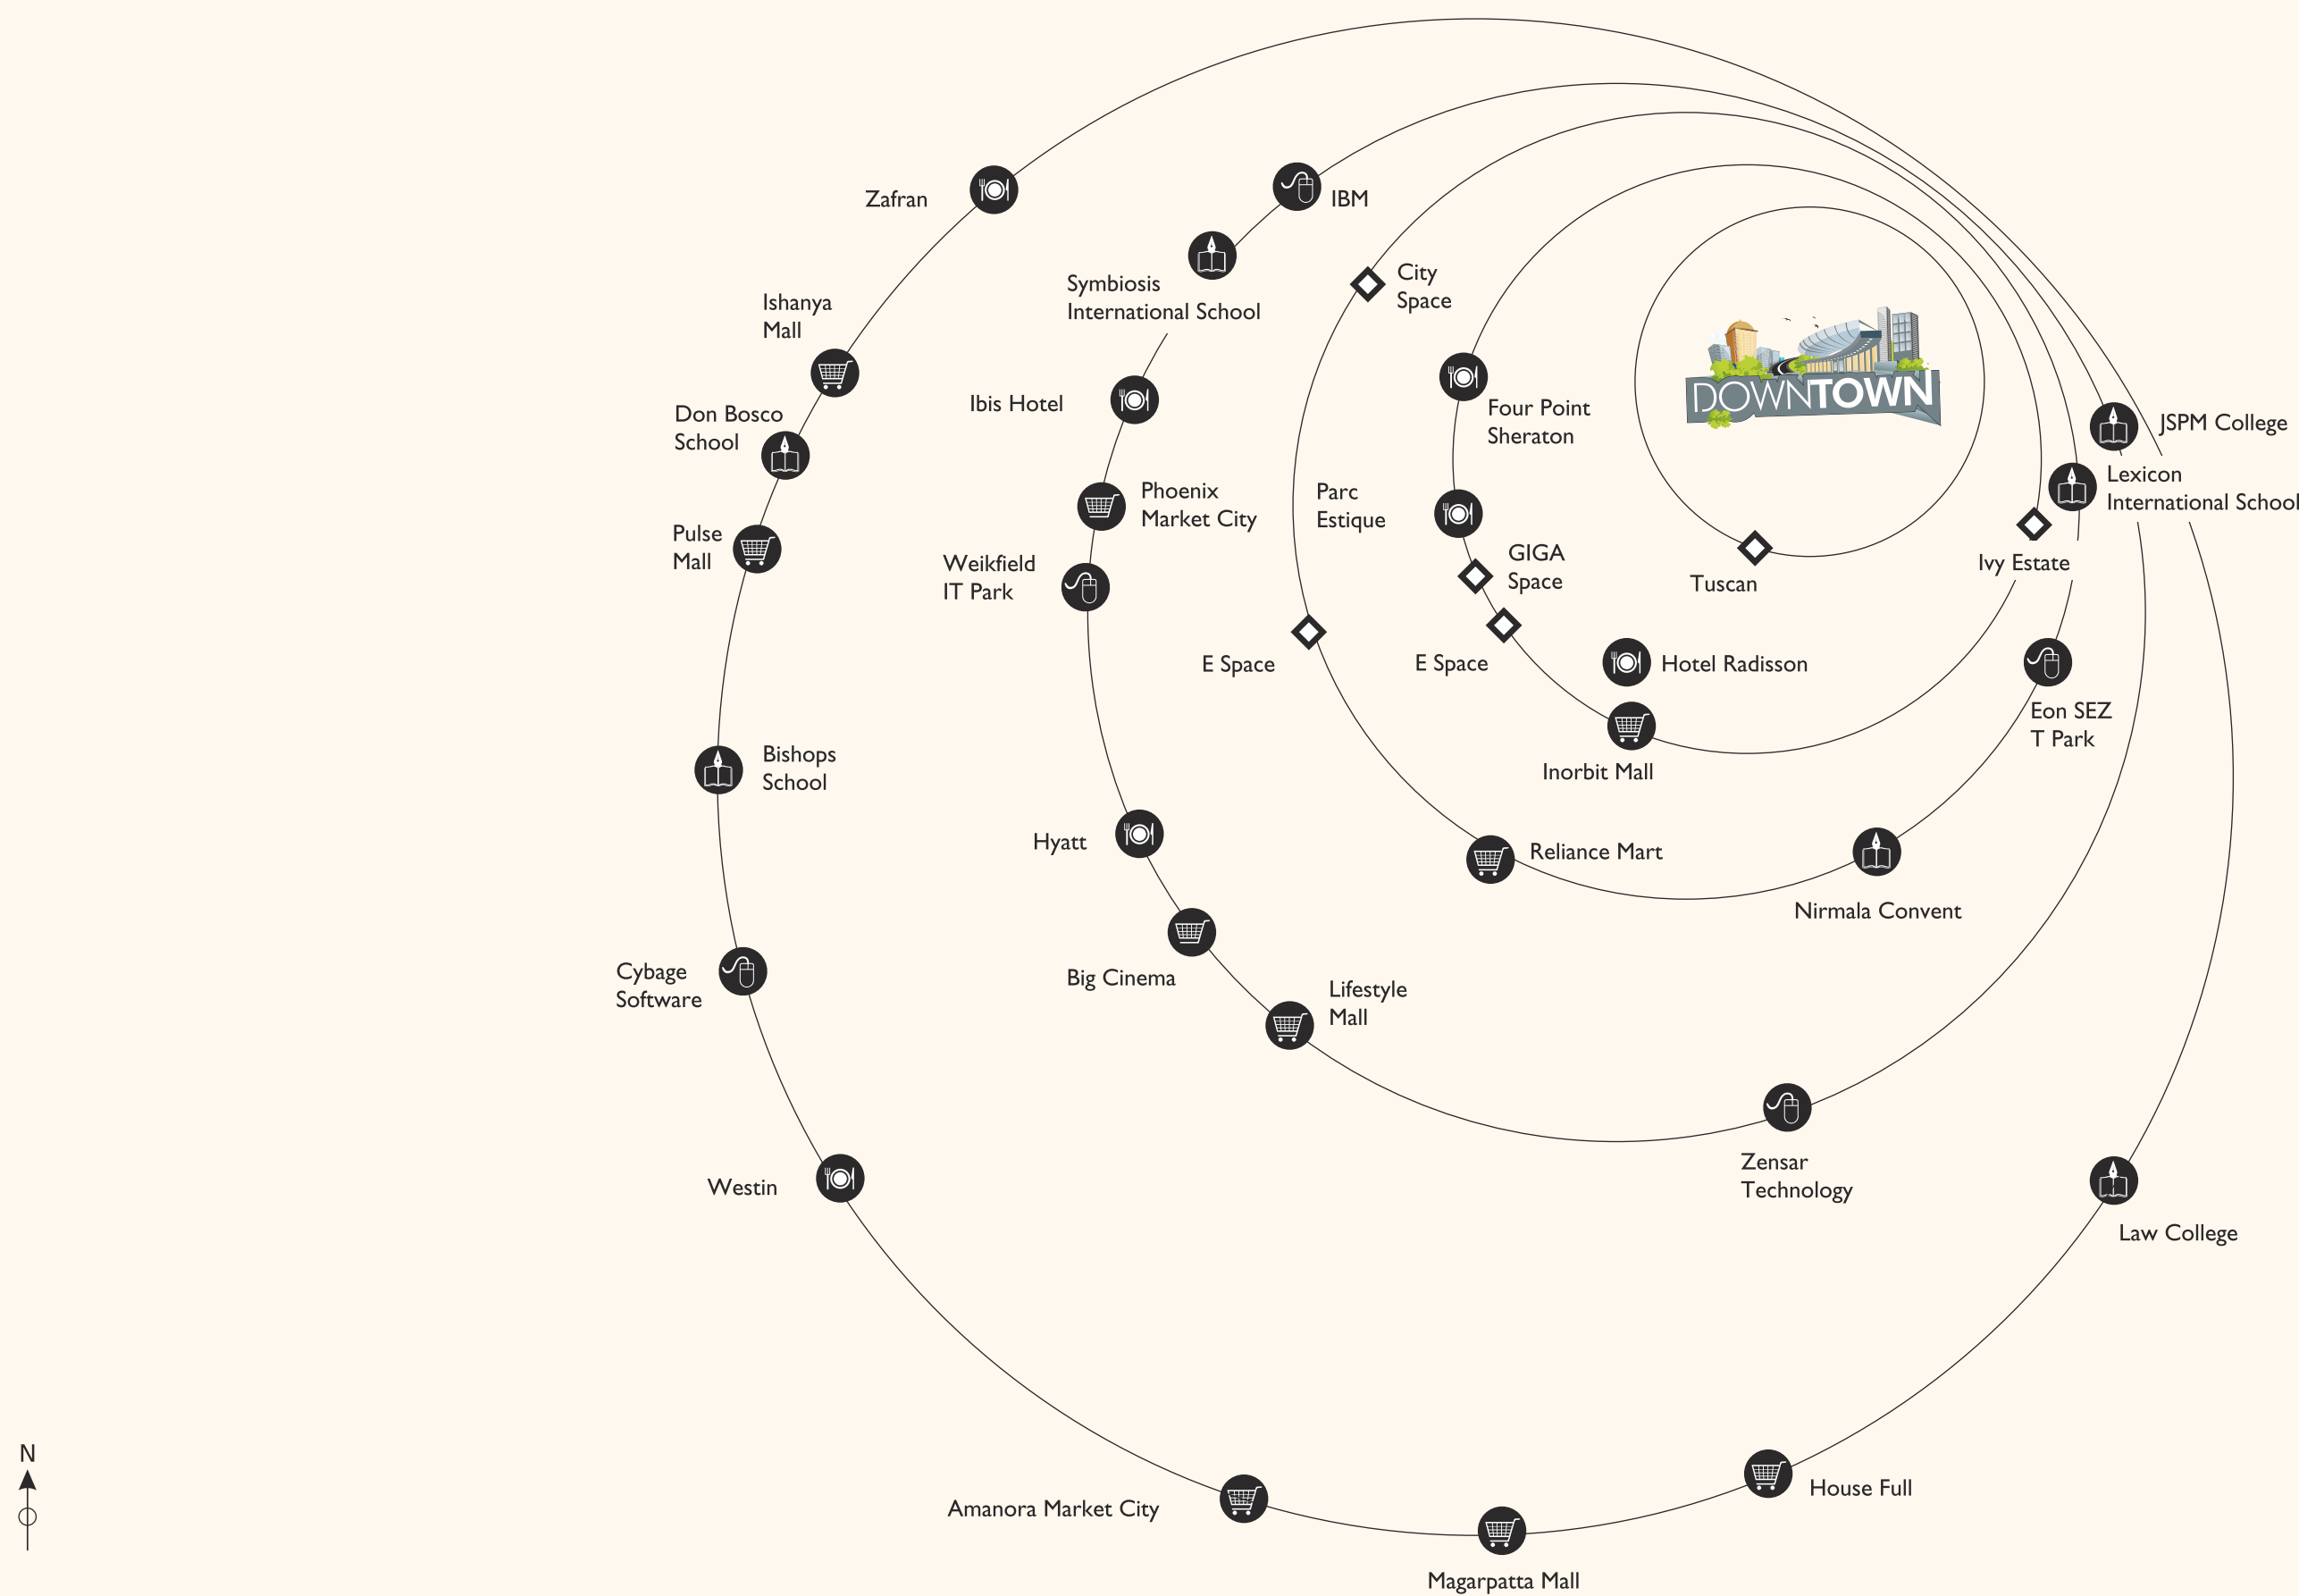 Zafran
IBM
City
Space
Symbiosis
International School
Ishanya
Mall
DOWNTOWN
Ibis Hotel
Four Point
Sheraton
Don Bosco
School
JSPM College
Lexicon
International School
Phoenix
Market City
Parc
Estique
Pulse
Mall
Weikfield
IT Park
GIGA
Space
Tuscan
Ivy Estate
E Space
E Space
Hotel Radisson
Eon SEZ
T Park
Inorbit Mall
Bishops
School
Hyatt
Reliance Mart
Nirmala Convent
Cybage
Software
Big Cinema
Lifestyle
Mall
Zensar
Technology
Westin
Law College
N
Amanora Market City
House Full
Magarpatta Mall